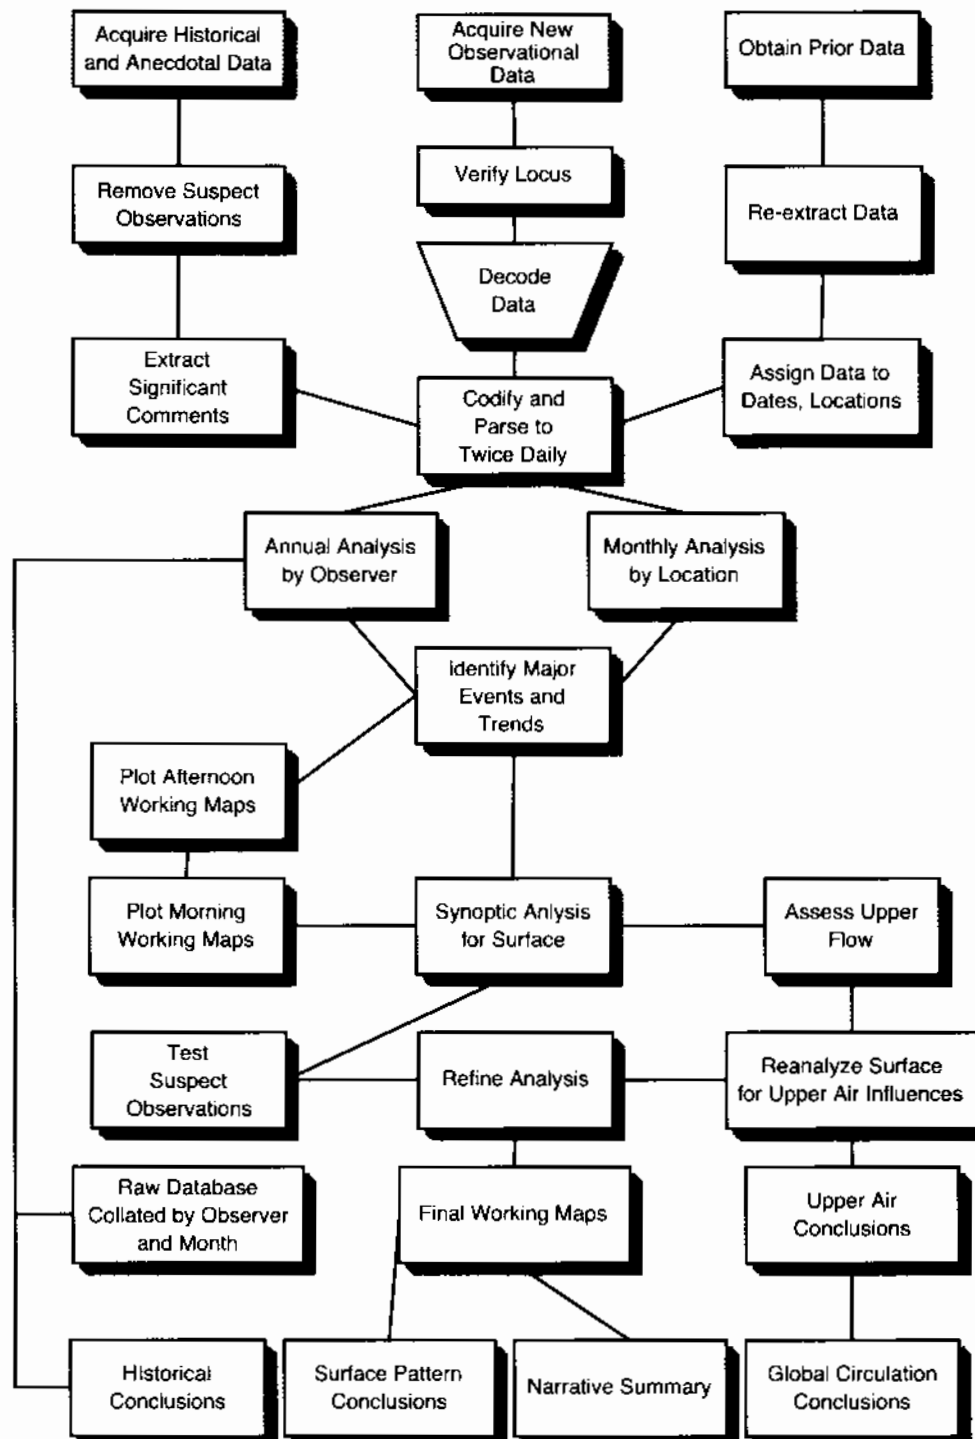 Acquire Historical
and Anecdotal Data
Acquire New
Observational
Data
Obtain Prior Data
Remove Suspect
Observations
Verify Locus
Re-extract Data
Decode
Data
Extract
Significant
Comments
Codify and
Parse to
Twice Daily
Assign Data to
Dates, Locations
Annual Analysis
by Observer
Monthly Analysis
by Location
Identify Major
Events and
Trends
Plot Afternoon
Working Maps
Plot Morning
Working Maps
Synoptic Anlysis
for Surface
Assess Upper
Flow
Test
Suspect
Observations
Refine Analysis
Reanalyze Surface
for Upper Air Influences
Raw Database
Collated by Observer
and Month
Final Working Maps
Upper Air
Conclusions
Historical
Conclusions
Surface Pattern
Conclusions
Narrative Summary
Global Circulation
Conclusions